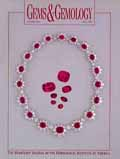 GEMS & GEMOLOGY
THE QUARTERLY JOURNAL OF THE GEMOLOGICAL INSTITUTE OF AMERICA